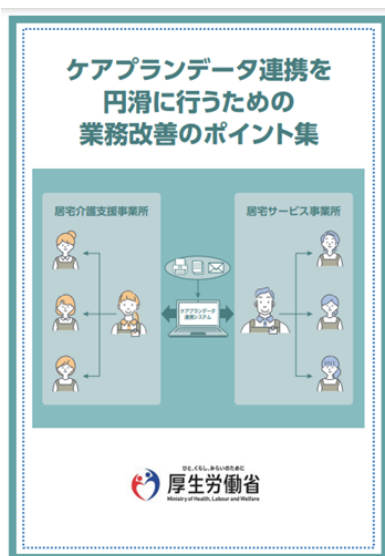 ケアプランデータ連携を
円滑に行うための
業務改善のポイント集
居宅介護支援事業所
居宅サービス事業所
ケアプランデータ
連携システム
ひと、くらし、みらいのために
厚生労働省
Ministry of Health, Labour and Welfare